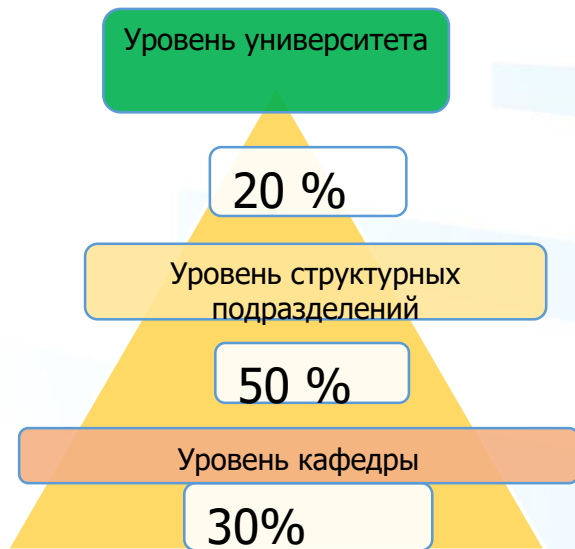 Уровень университета
20 %
Уровень структурных
подразделений
50 %
Уровень кафедры
30%